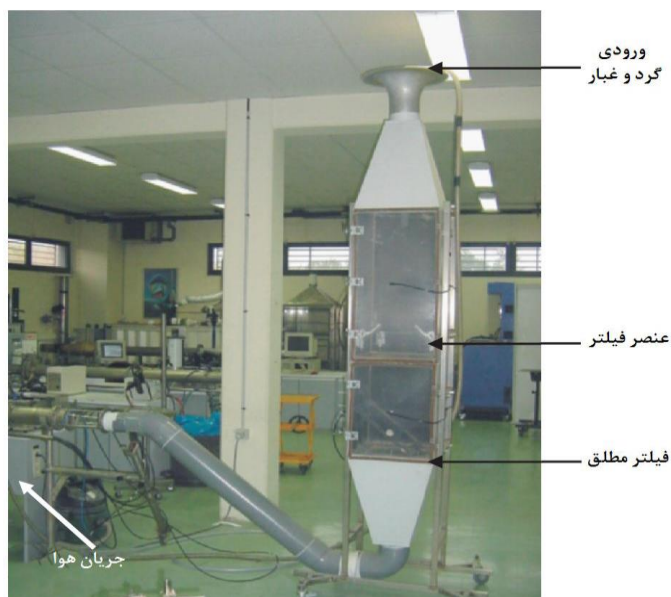 ورودی
گرد و غبار
عنصر فیلتر
فیلتر مطلق
جریان هوا